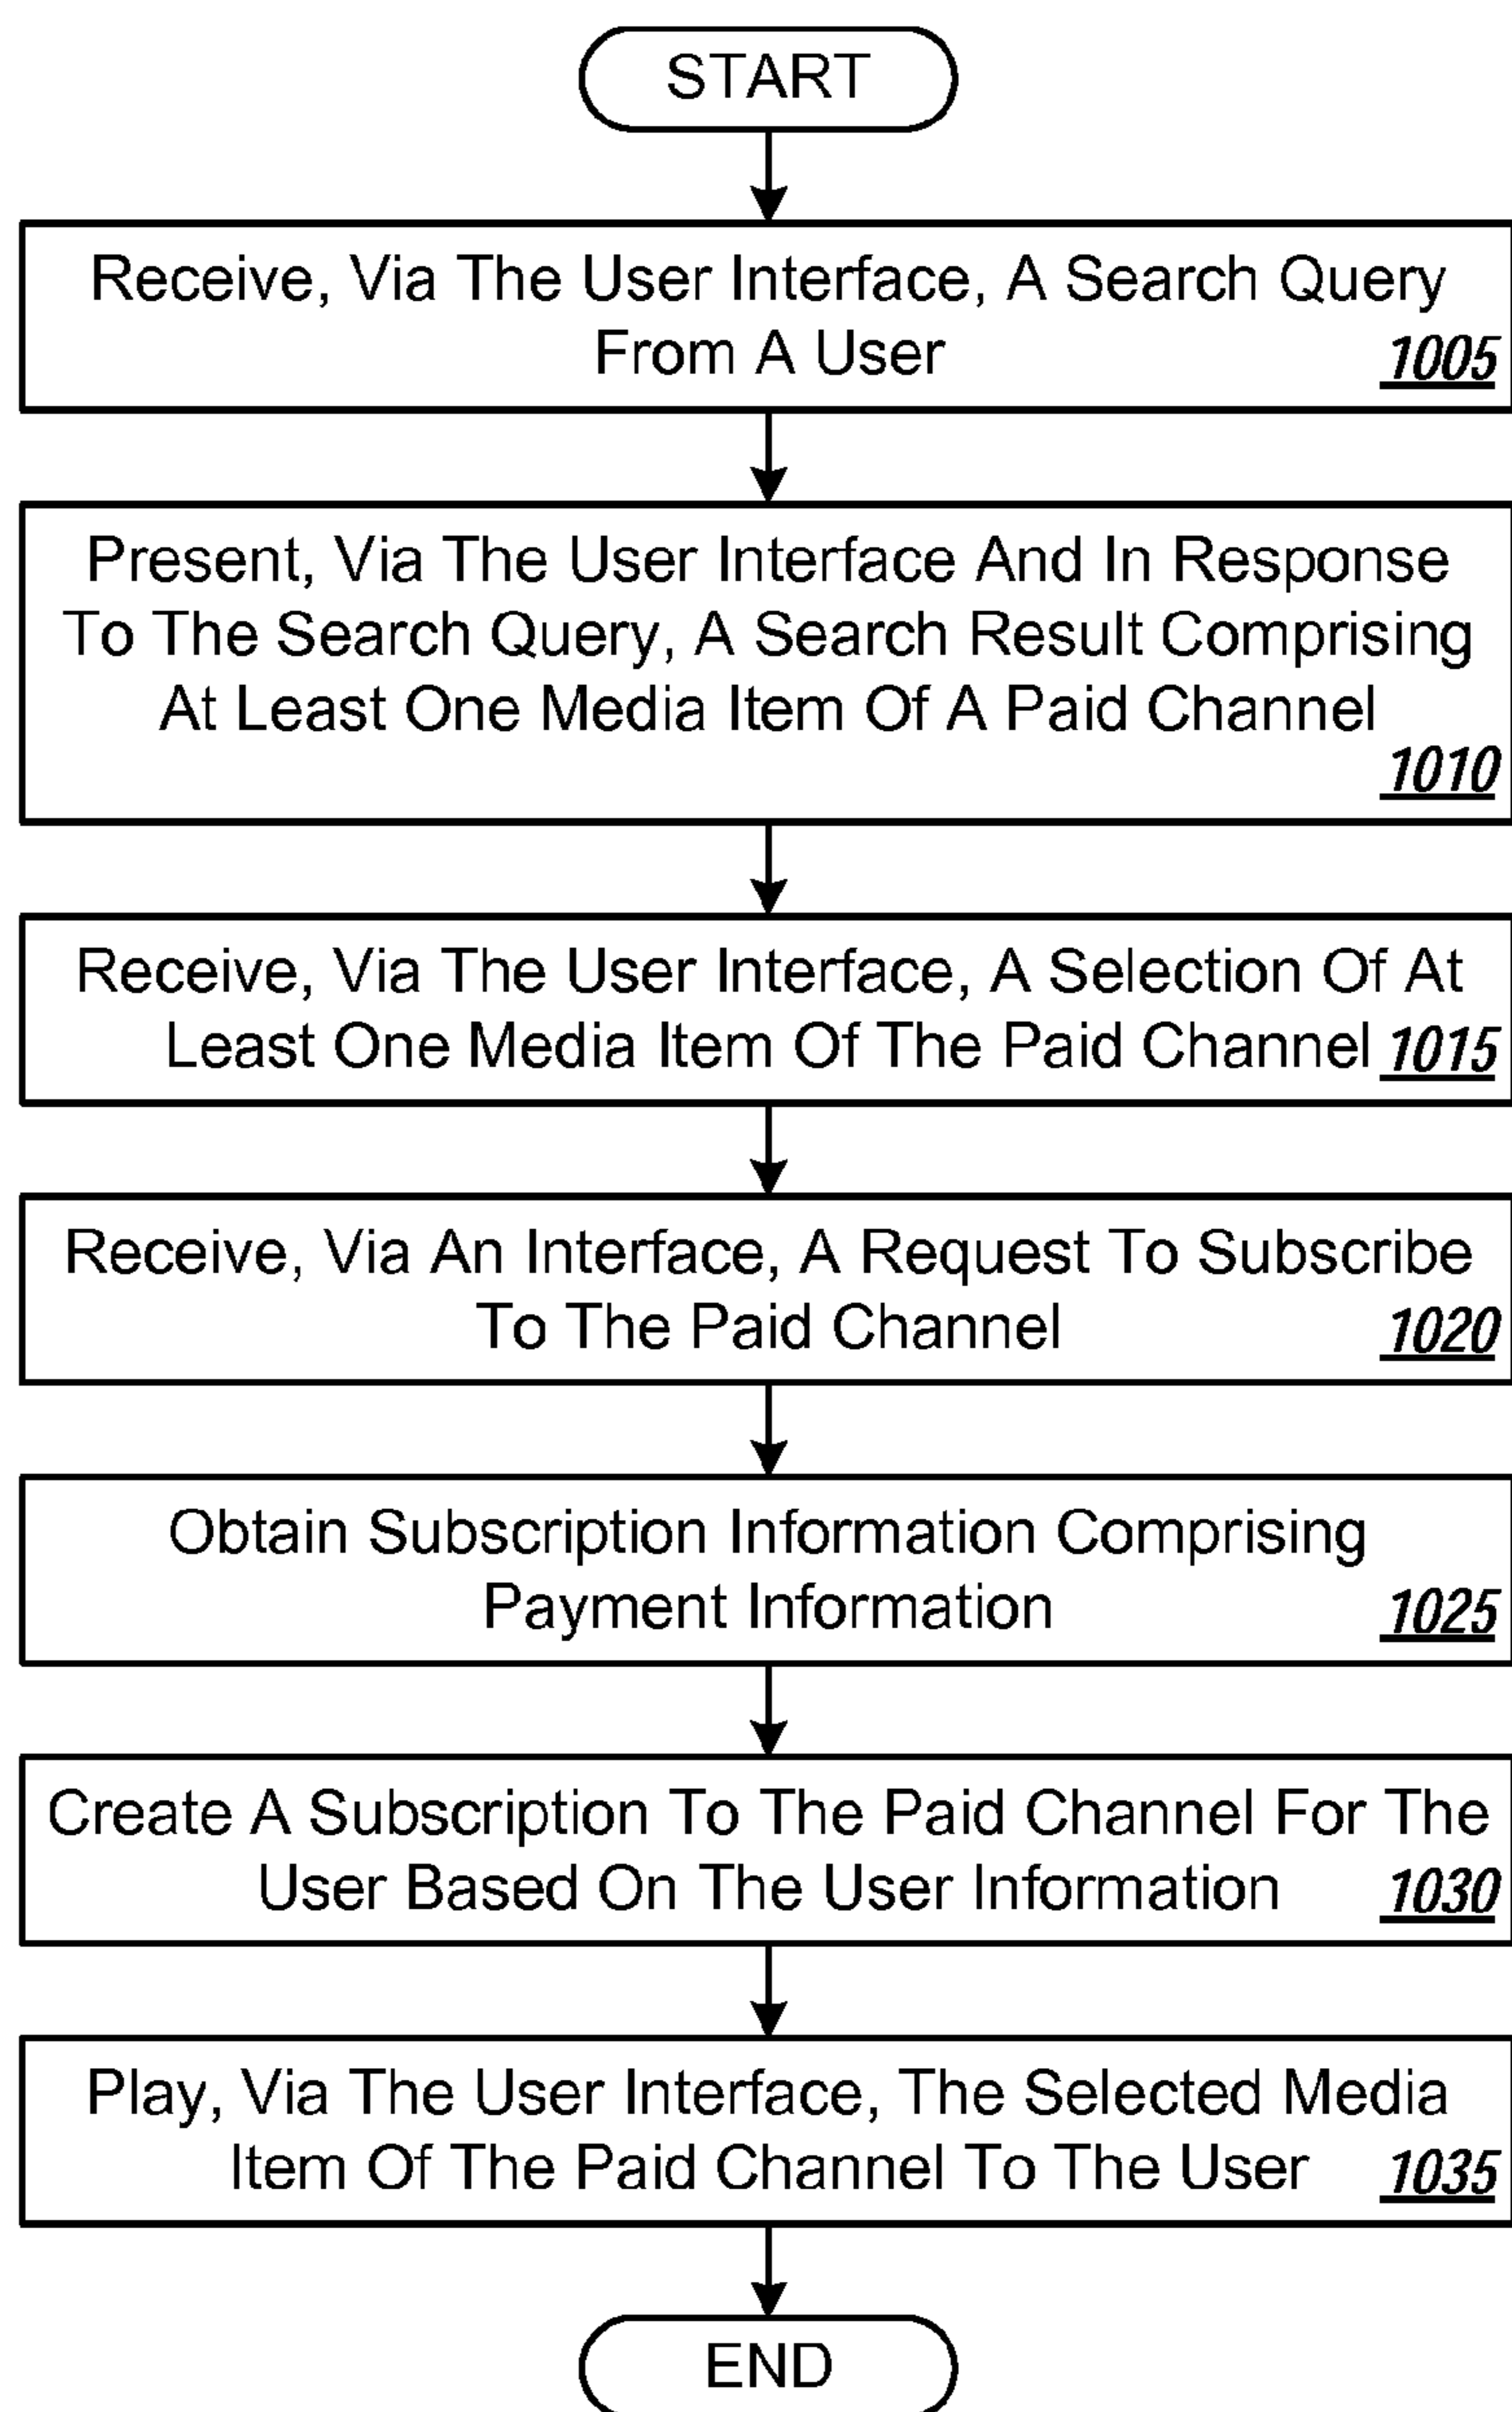 START
Receive, Via The User Interface, A Search Query
From A User
1005
Present, Via The User Interface And In Response
To The Search Query, A Search Result Comprising
At Least One Media Item Of A Paid Channel
1010
Receive, Via The User Interface, A Selection Of At
Least One Media Item Of The Paid Channel
1015
Receive, Via An Interface, A Request To Subscribe
To The Paid Channel
1020
Obtain Subscription Information Comprising
Payment Information
1025
Create A Subscription To The Paid Channel For The
User Based On The User Information
1030
Play, Via The User Interface, The Selected Media
Item Of The Paid Channel To The User
1035
END